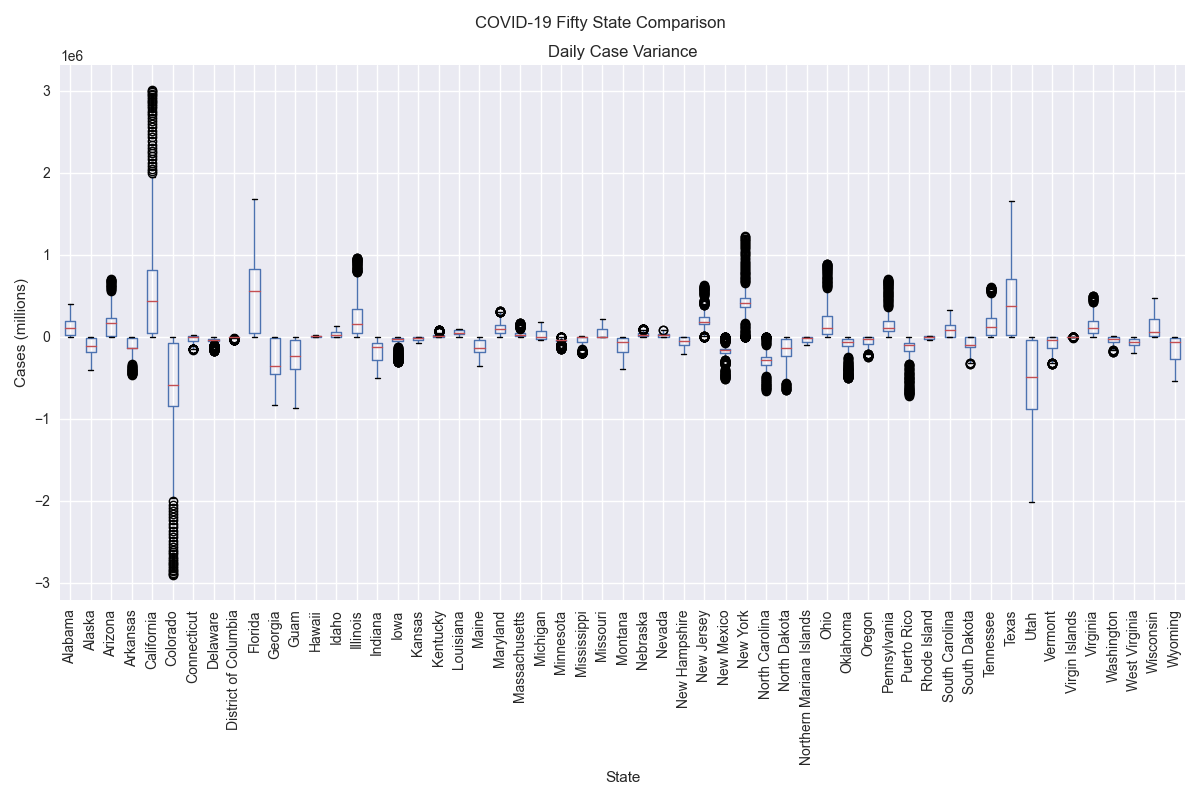 COVID-19 Fifty State Comparison
Daily Case Variance
1e6
3
2
1
0
−1
−2
−3
Cases (millions)
Alabama
Alaska
Arizona
Arkansas
California
Colorado
Connecticut
Delaware
District of Columbia
Florida
Georgia
Guam
Hawaii
Idaho
Illinois
Indiana
Iowa
Kansas
Kentucky
Louisiana
Maine
Maryland
Massachusetts
Michigan
Minnesota
Mississippi
Missouri
Montana
Nebraska
Nevada
New Hampshire
New Jersey
New Mexico
New York
North Carolina
North Dakota
Northern Mariana Islands
Ohio
Oklahoma
Oregon
Pennsylvania
Puerto Rico
Rhode Island
South Carolina
South Dakota
Tennessee
Texas
Utah
Vermont
Virgin Islands
Virginia
Washington
West Virginia
Wisconsin
Wyoming
State